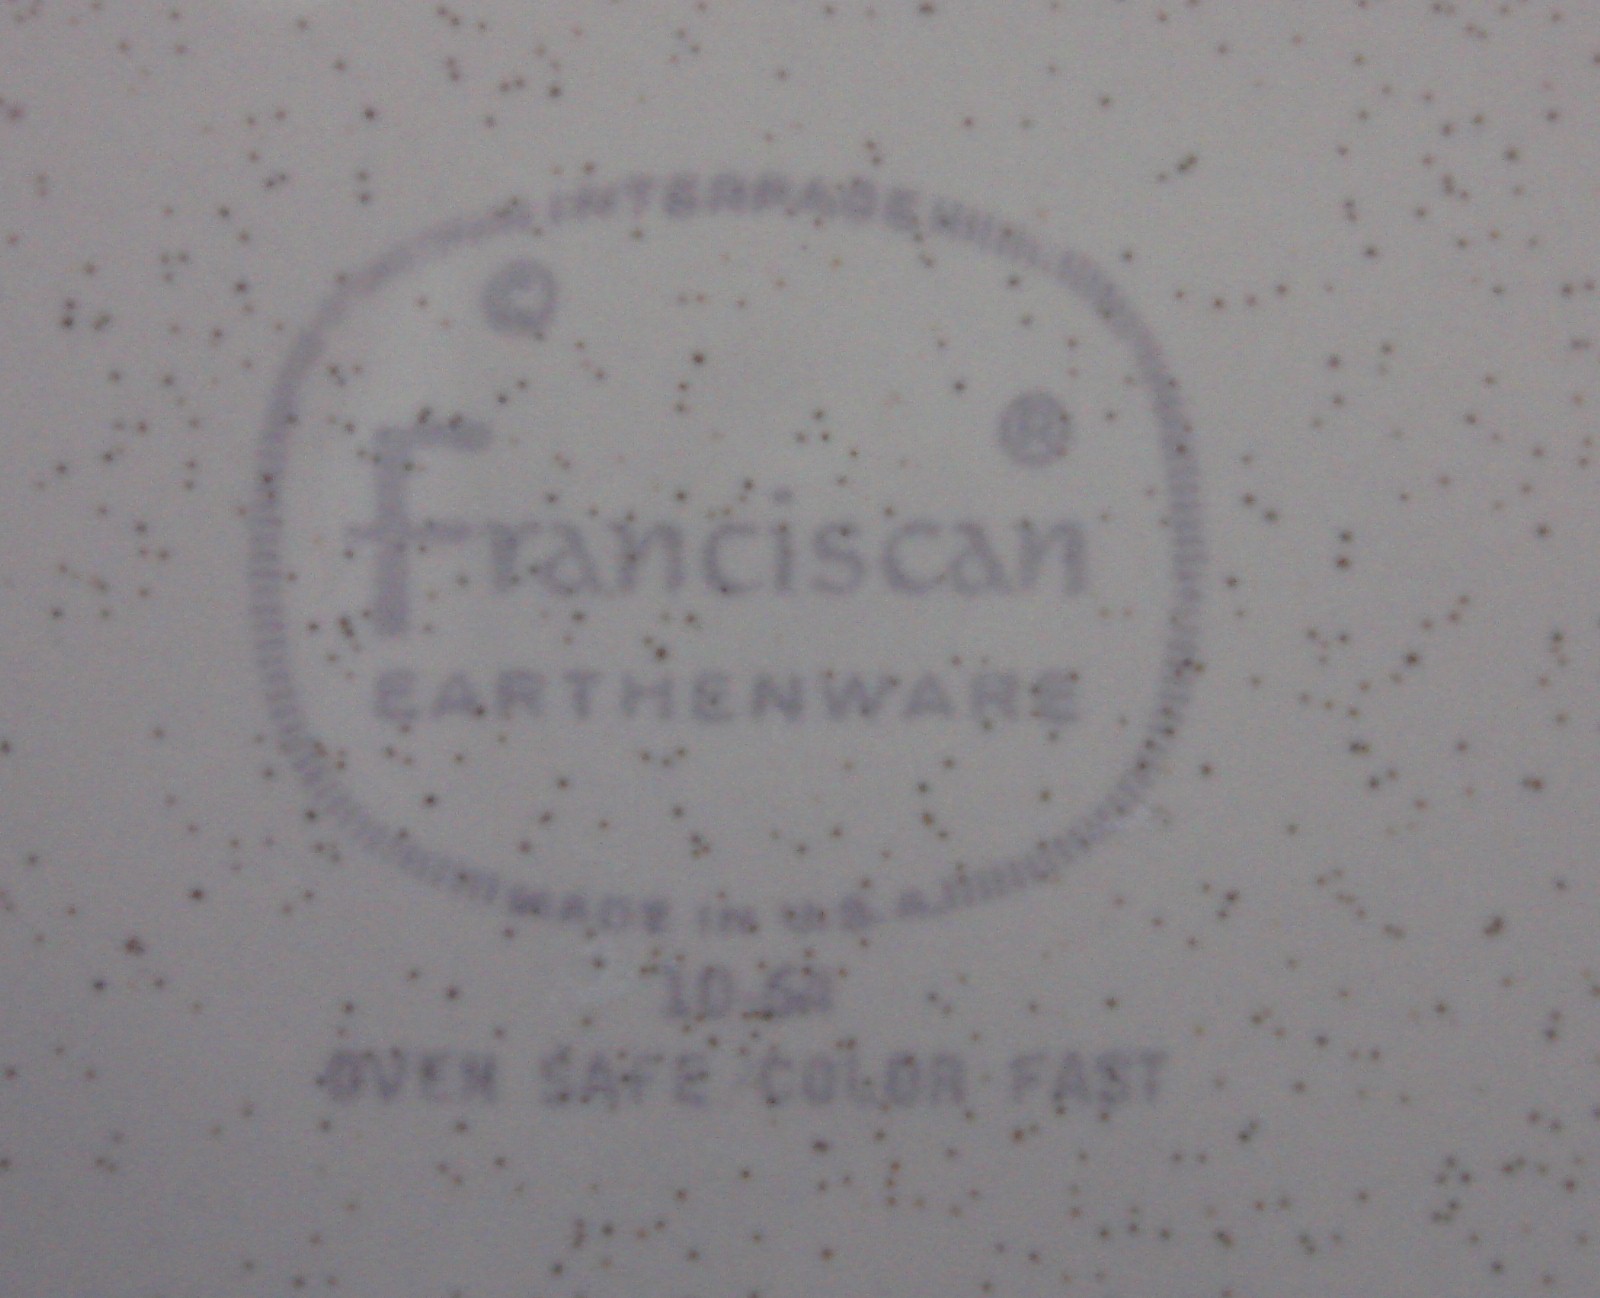 INTERPACE
©
®
Franciscan
EARTHENWARE
MADE IN U.S.A.
OVEN SAFE COLOR FAST